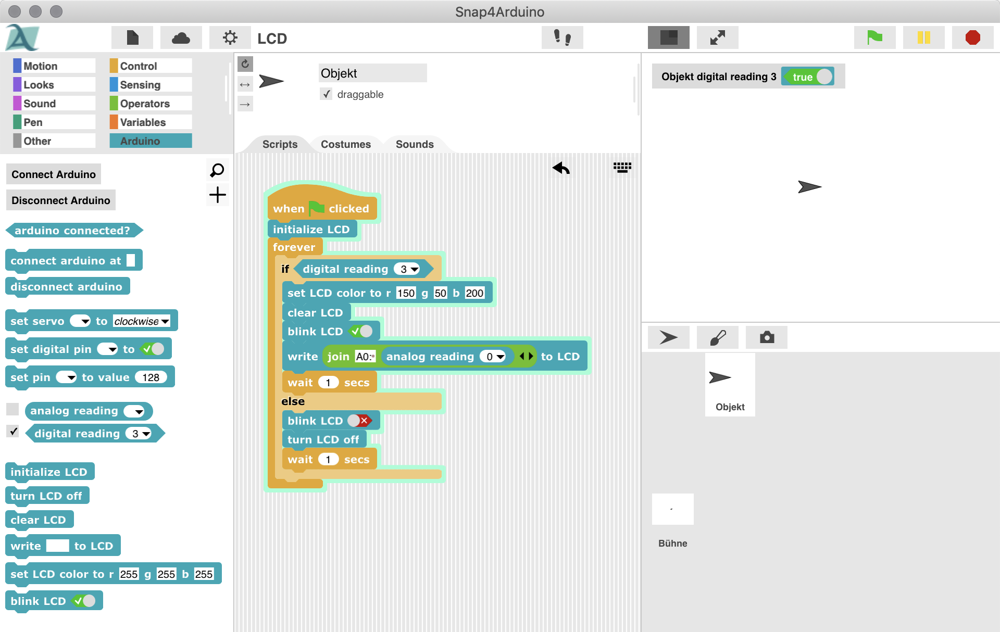 Snap4Arduino
LCD
Motion
Control
Looks
Sensing
Sound
Operators
Pen
Variables
Other
Arduino
Connect Arduino
Disconnect Arduino
arduino connected?
connect arduino at
disconnect arduino
set servo to clockwise
set digital pin to
set pin to value 128
analog reading
digital reading 3
initialize LCD
turn LCD off
clear LCD
write to LCD
set LCD color to r 255 g 255 b 255
blink LCD
Objekt
draggable
Scripts Costumes Sounds
when clicked
initialize LCD
forever
if digital reading 3
set LCD color to r 150 g 50 b 200
clear LCD
blink LCD
write join A0: analog reading 0 to LCD
wait 1 secs
else
blink LCD
turn LCD off
wait 1 secs
Objekt digital reading 3 true
Objekt
Bühne